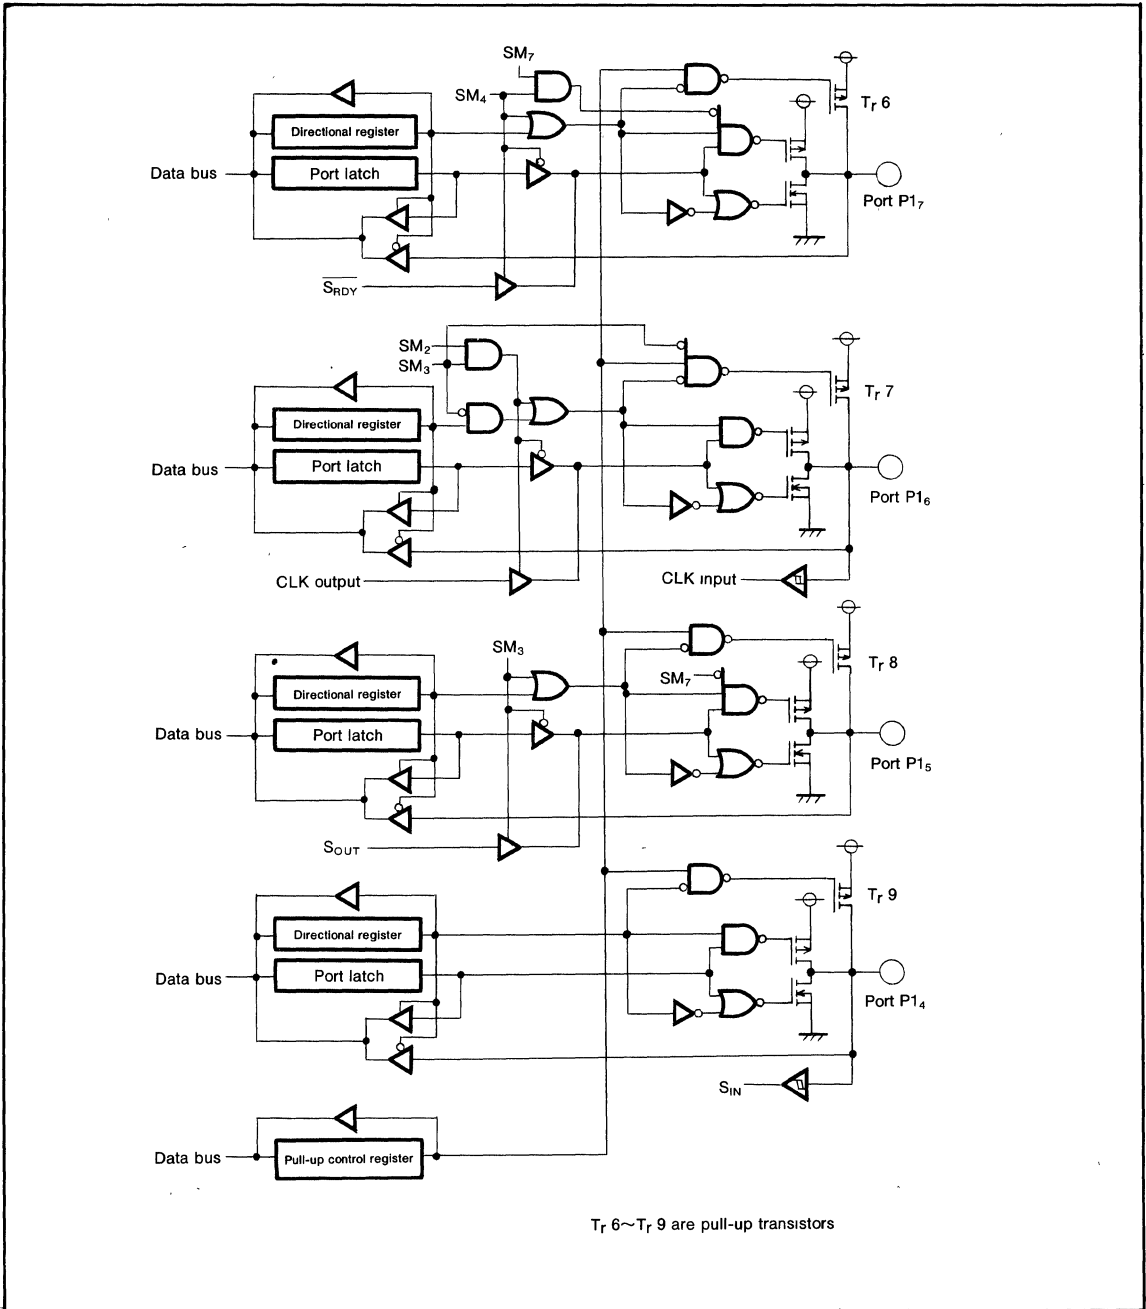 SM₇
SM₄
Tr 6
Directional register
Data bus
Port latch
Port P1₇
S̅R̅D̅Y̅
SM₂
SM₃
Tr 7
Directional register
Data bus
Port latch
Port P1₆
CLK output
CLK input
SM₃
Tr 8
SM₇
Directional register
Data bus
Port latch
Port P1₅
SOUT
Tr 9
Directional register
Data bus
Port latch
Port P1₄
SIN
Data bus
Pull-up control register
Tr 6~Tr 9 are pull-up transistors